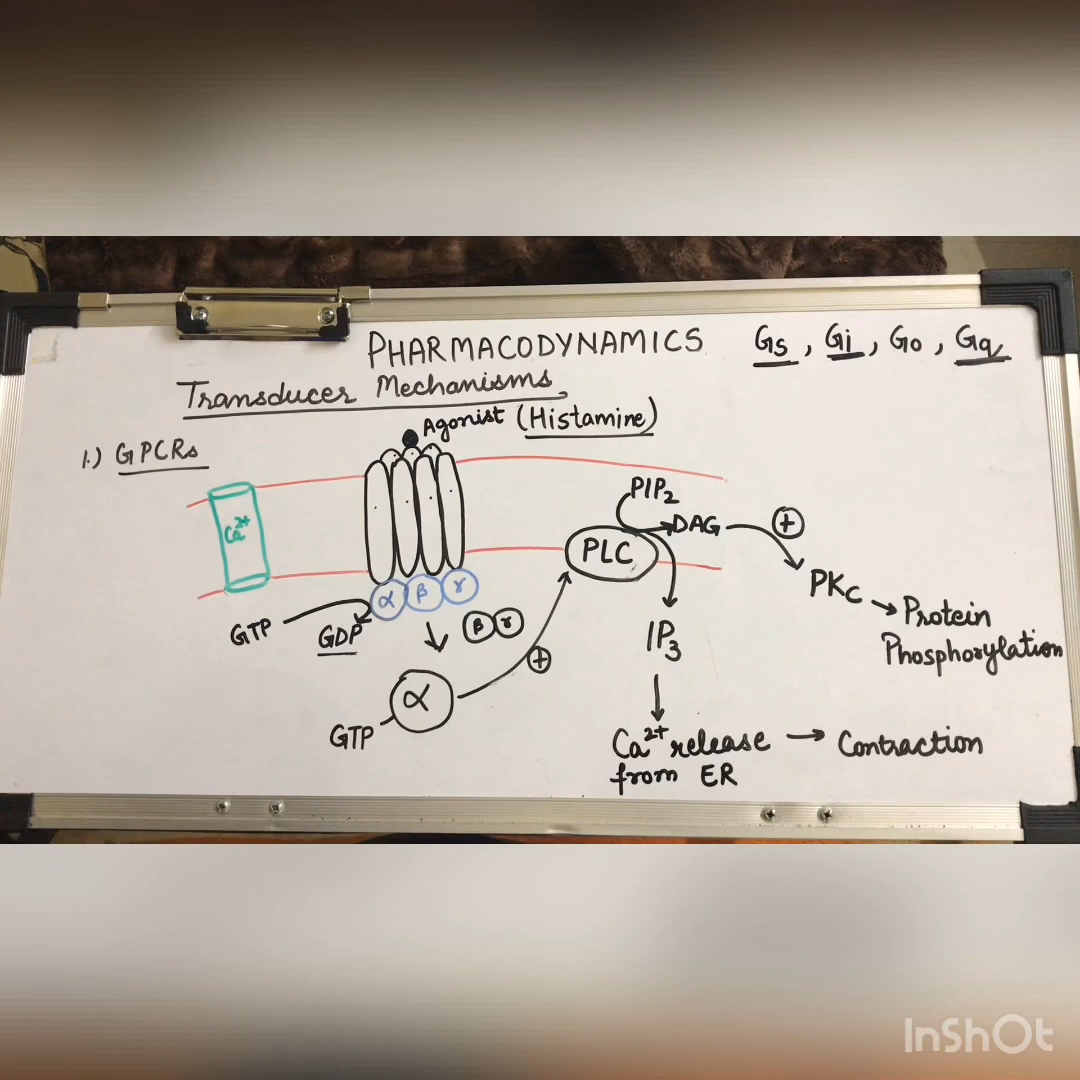 PHARMACODYNAMICS
Gs, Gi, Go, Gq
Transducer Mechanisms
Agonist (Histamine)
1.) GPCRs
Ca²⁺
PIP₂
DAG
+
PLC
PKc
α β γ
GTP
GDP
β γ
Protein
Phosphorylation
IP₃
+
α
GTP
Ca²⁺ release → Contraction
from ER
InShOt